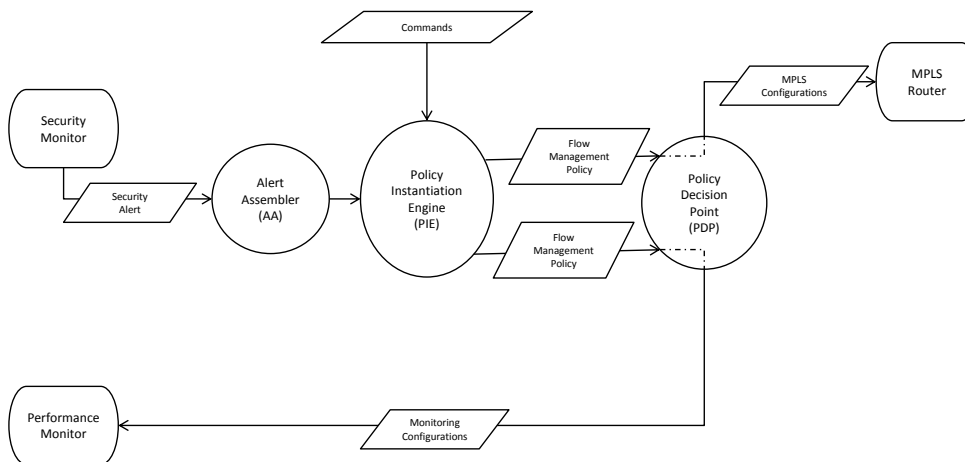 Commands
MPLS
Configurations
MPLS
Router
Security
Monitor
Security
Alert
Alert
Assembler
(AA)
Policy
Instantiation
Engine
(PIE)
Flow
Management
Policy
Flow
Management
Policy
Policy
Decision
Point
(PDP)
Performance
Monitor
Monitoring
Configurations